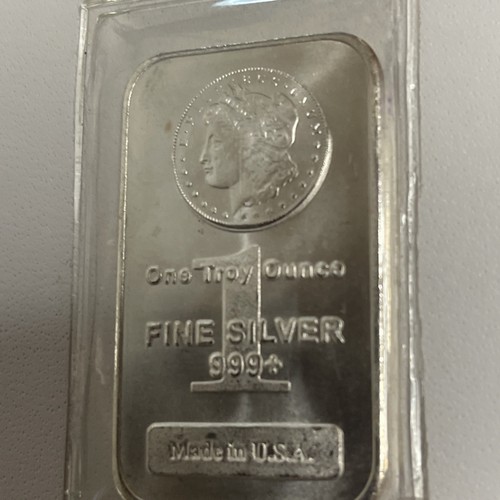 One Troy Ounce
1
FINE SILVER
999+
Made in U.S.A.